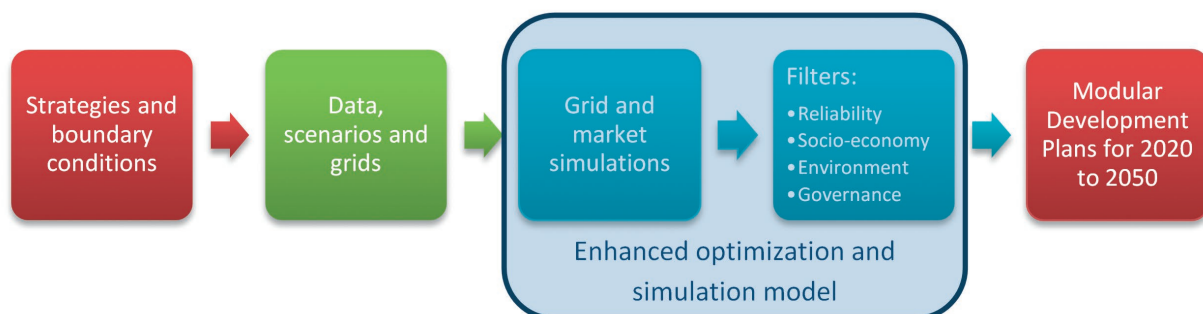 Strategies and
boundary
conditions
Data,
scenarios and
grids
Grid and
market
simulations
Filters:
•Reliability
•Socio-economy
•Environment
•Governance
Enhanced optimization and
simulation model
Modular
Development
Plans for 2020
to 2050